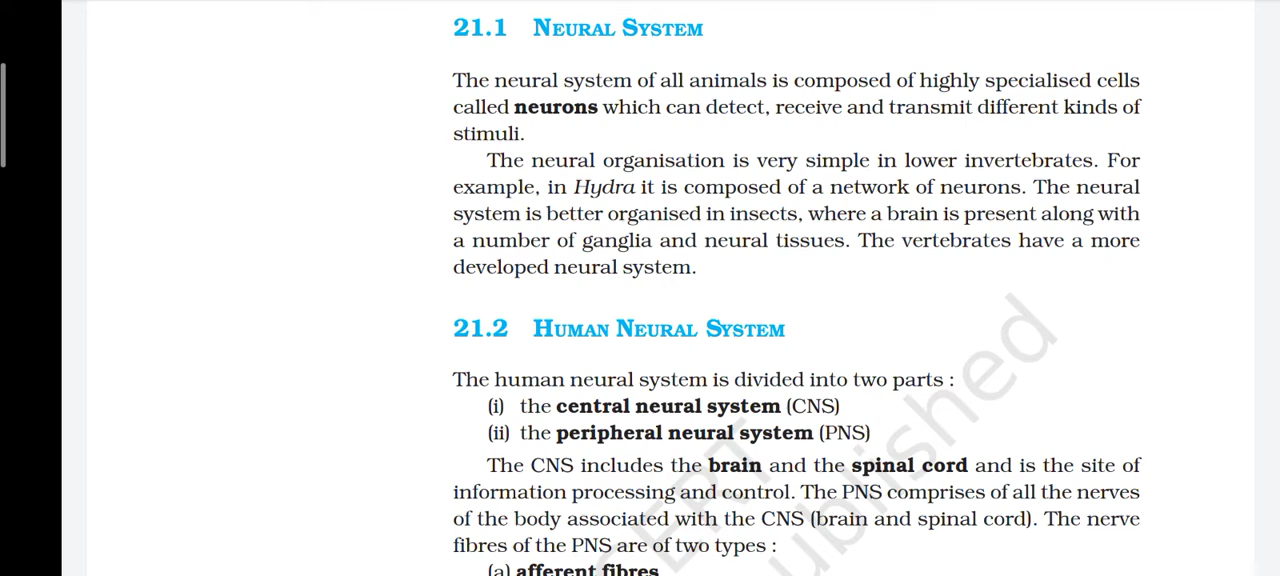 21.1 NEURAL SYSTEM
The neural system of all animals is composed of highly specialised cells
called neurons which can detect, receive and transmit different kinds of
stimuli.
The neural organisation is very simple in lower invertebrates. For
example, in Hydra it is composed of a network of neurons. The neural
system is better organised in insects, where a brain is present along with
a number of ganglia and neural tissues. The vertebrates have a more
developed neural system.
21.2 HUMAN NEURAL SYSTEM
The human neural system is divided into two parts :
(i) the central neural system (CNS)
(ii) the peripheral neural system (PNS)
The CNS includes the brain and the spinal cord and is the site of
information processing and control. The PNS comprises of all the nerves
of the body associated with the CNS (brain and spinal cord). The nerve
fibres of the PNS are of two types :
(a) afferent fibres